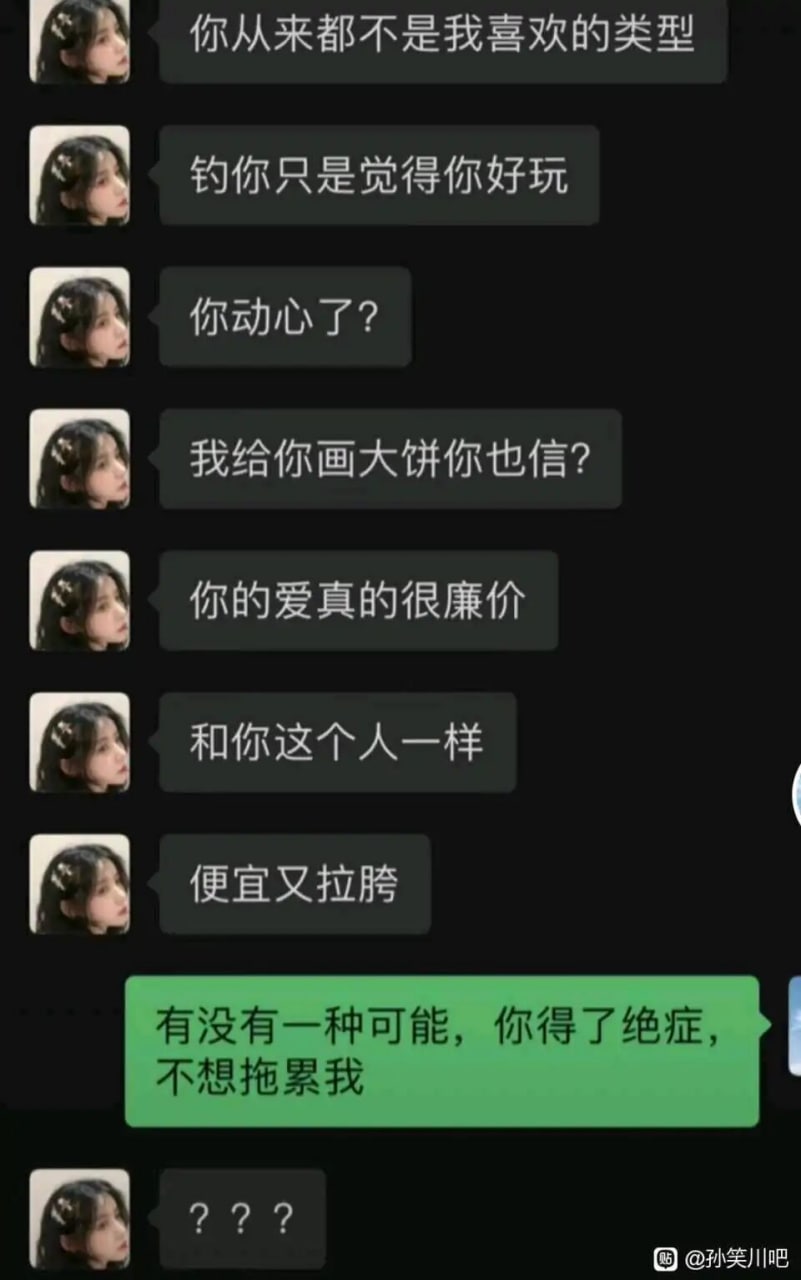 你从来都不是我喜欢的类型
钓你只是觉得你好玩
你动心了?
我给你画大饼你也信?
你的爱真的很廉价
和你这个人一样
便宜又拉胯
有没有一种可能，你得了绝症，
不想拖累我
？？？
贴 @孙笑川吧